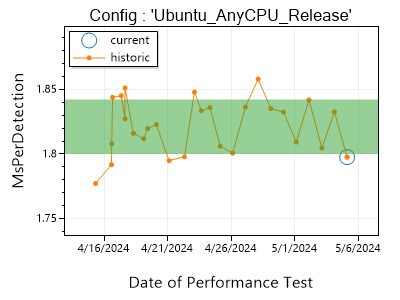 Config : 'Ubuntu_AnyCPU_Release'
current
historic
MsPerDetection
1.85
1.8
1.75
4/16/2024 4/21/2024 4/26/2024 5/1/2024 5/6/2024
Date of Performance Test